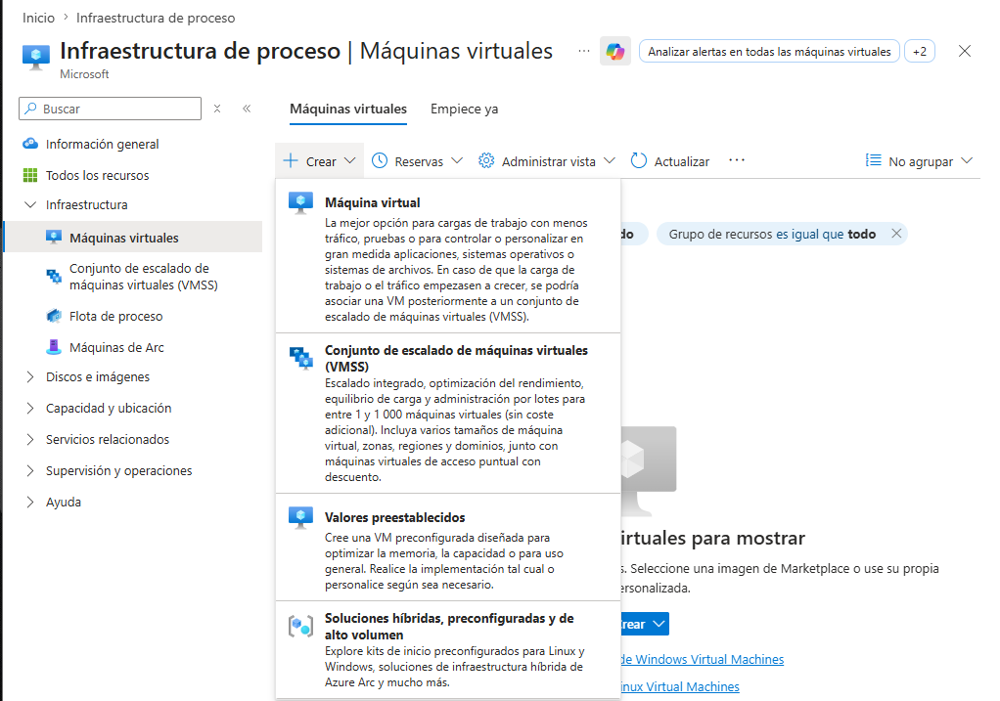 Inicio > Infraestructura de proceso
Infraestructura de proceso | Máquinas virtuales
Microsoft
Analizar alertas en todas las máquinas virtuales
+2
Buscar
Información general
Todos los recursos
Infraestructura
Máquinas virtuales
Conjunto de escalado de
máquinas virtuales (VMSS)
Flota de proceso
Máquinas de Arc
Discos e imágenes
Capacidad y ubicación
Servicios relacionados
Supervisión y operaciones
Ayuda
Máquinas virtuales
Empiece ya
Crear
Reservas
Administrar vista
Actualizar
No agrupar
Máquina virtual
La mejor opción para cargas de trabajo con menos
tráfico, pruebas o para controlar o personalizar en
gran medida aplicaciones, sistemas operativos o
sistemas de archivos. En caso de que la carga de
trabajo o el tráfico empezasen a crecer, se podría
asociar una VM posteriormente a un conjunto de
escalado de máquinas virtuales (VMSS).
Conjunto de escalado de máquinas virtuales
(VMSS)
Escalado integrado, optimización del rendimiento,
equilibrio de carga y administración por lotes para
entre 1 y 1 000 máquinas virtuales (sin coste
adicional). Incluya varios tamaños de máquina
virtual, zonas, regiones y dominios, junto con
máquinas virtuales de acceso puntual con
descuento.
Valores preestablecidos
Cree una VM preconfigurada diseñada para
optimizar la memoria, la capacidad o para uso
general. Realice la implementación tal cual o
personalice según sea necesario.
Soluciones híbridas, preconfiguradas y de
alto volumen
Explore kits de inicio preconfigurados para Linux y
Windows, soluciones de infraestructura híbrida de
Azure Arc y mucho más.
do
Grupo de recursos es igual que todo
irtuales para mostrar
s. Seleccione una imagen de Marketplace o use su propia
ersonalizada.
rear
de Windows Virtual Machines
inux Virtual Machines